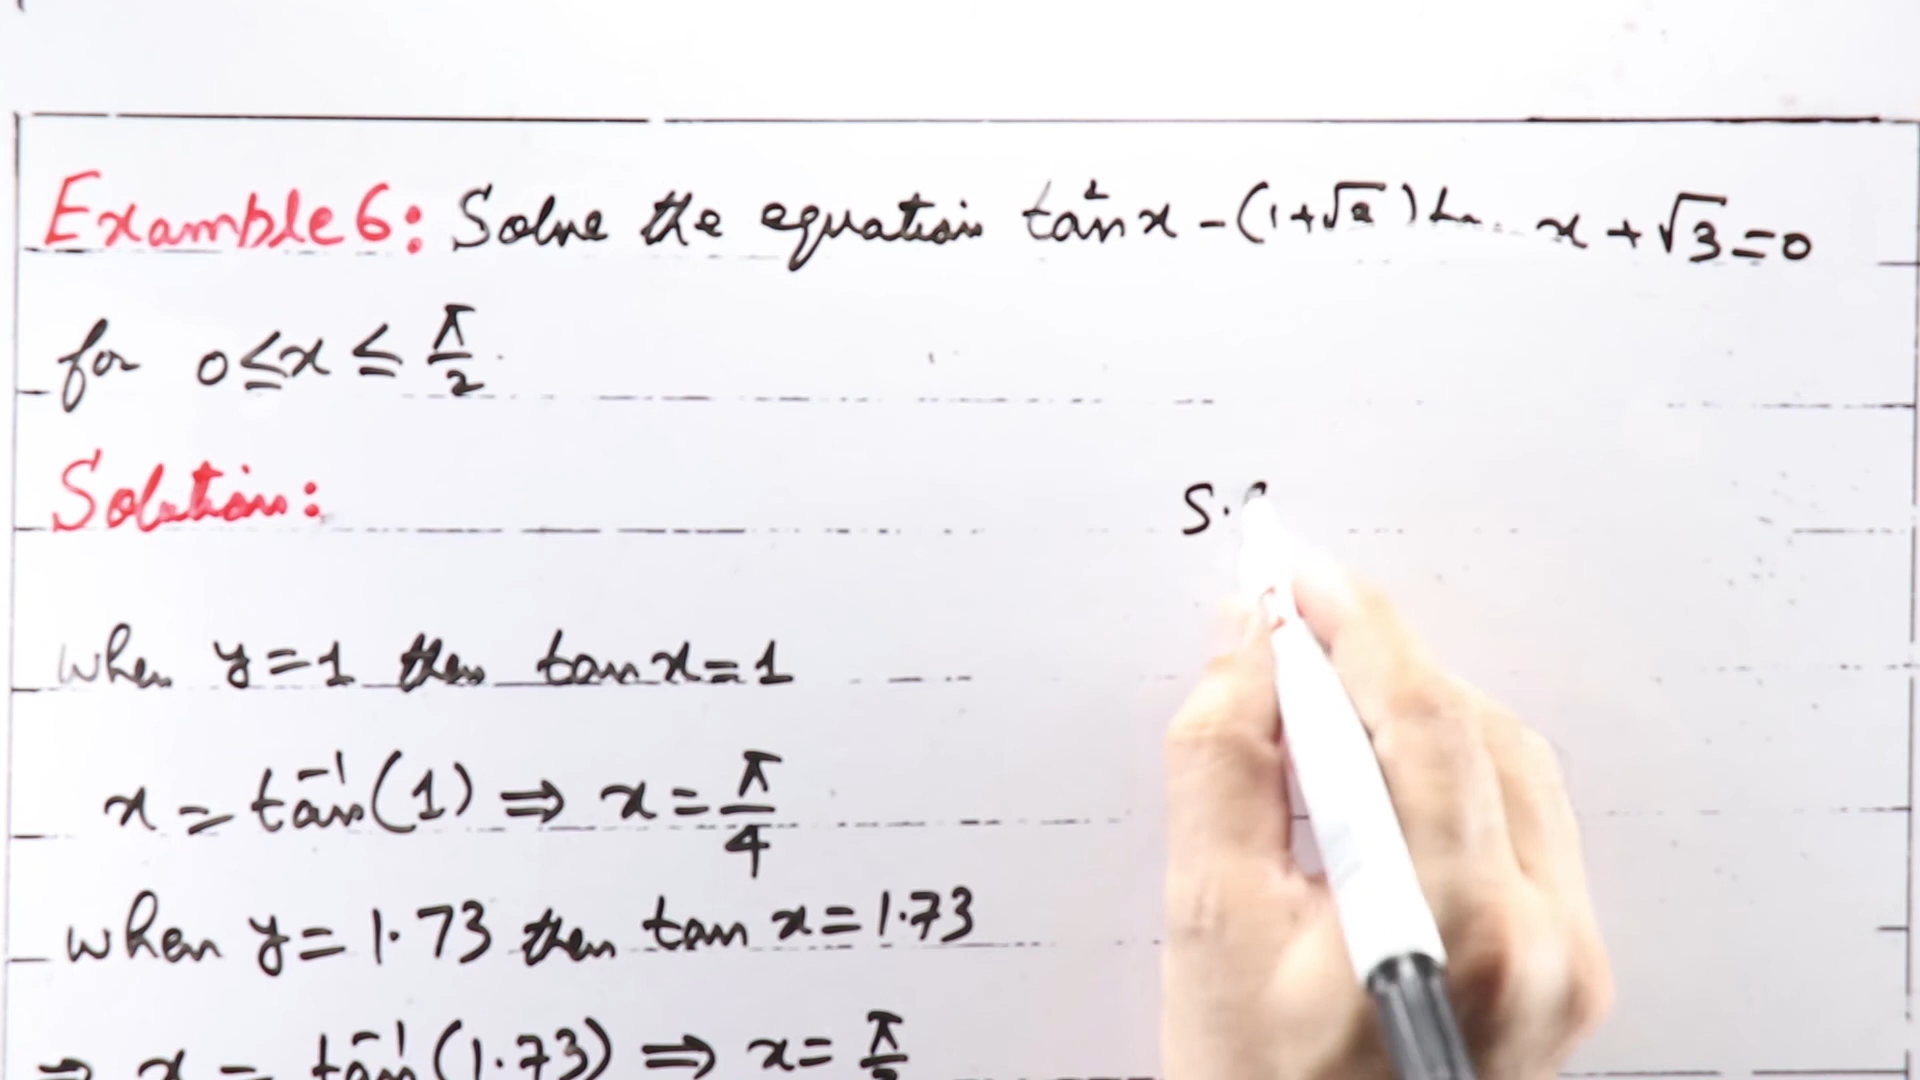 Example 6: Solve the equation tan²x - (1+√3) x + √3 = 0
for 0 ≤ x ≤ π/2
Solution:
S.
when y = 1 then tan x = 1
x = tan⁻¹(1) ⇒ x = π/4
when y = 1.73 then tan x = 1.73
⇒ x = tan⁻¹(1.73) ⇒ x = π